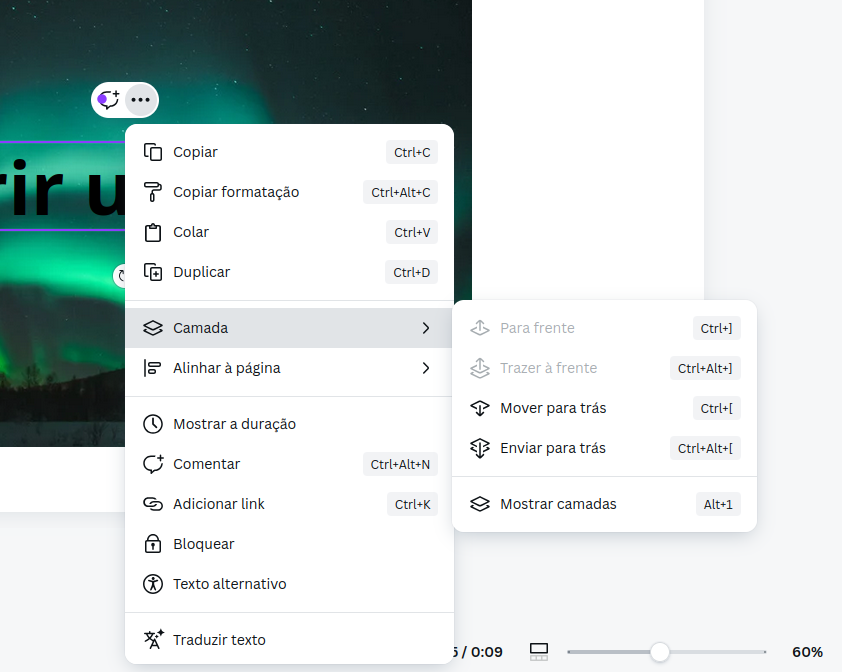 rir u
Copiar Ctrl+C
Copiar formatação Ctrl+Alt+C
Colar Ctrl+V
Duplicar Ctrl+D
Camada
Alinhar à página
Mostrar a duração
Comentar Ctrl+Alt+N
Adicionar link Ctrl+K
Bloquear
Texto alternativo
Traduzir texto
Para frente Ctrl+]
Trazer à frente Ctrl+Alt+]
Mover para trás Ctrl+[
Enviar para trás Ctrl+Alt+[
Mostrar camadas Alt+1
/ 0:09
60%